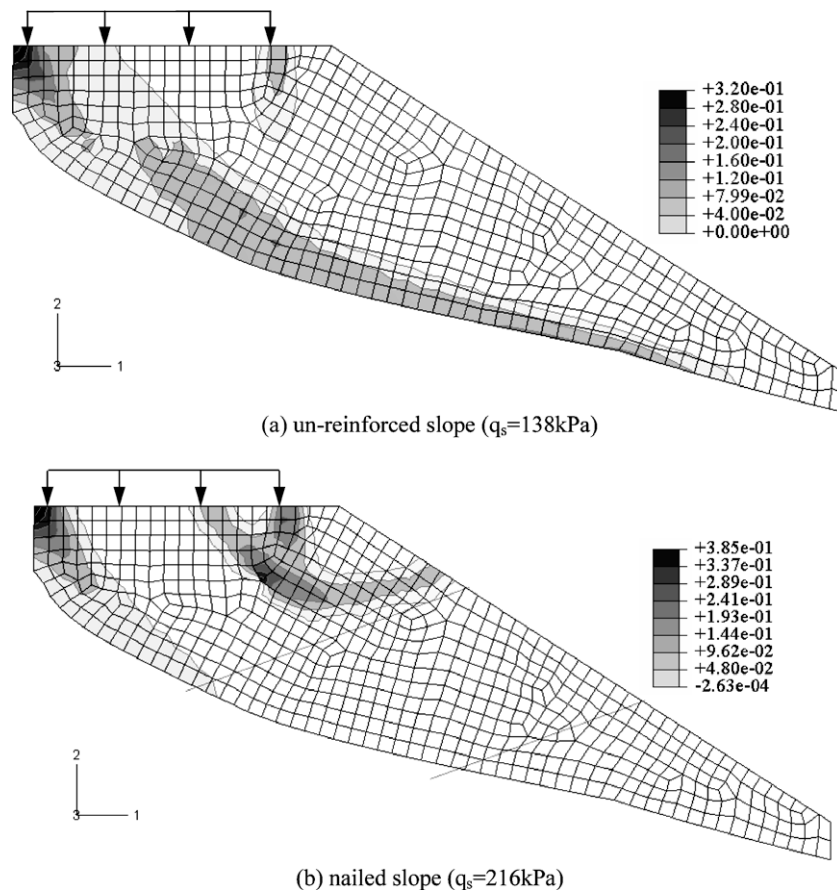 +3.20e-01
+2.80e-01
+2.40e-01
+2.00e-01
+1.60e-01
+1.20e-01
+7.99e-02
+4.00e-02
+0.00e+00
2
3 1
(a) un-reinforced slope (qs=138kPa)
+3.85e-01
+3.37e-01
+2.89e-01
+2.41e-01
+1.93e-01
+1.44e-01
+9.62e-02
+4.80e-02
-2.63e-04
2
3 1
(b) nailed slope (qs=216kPa)